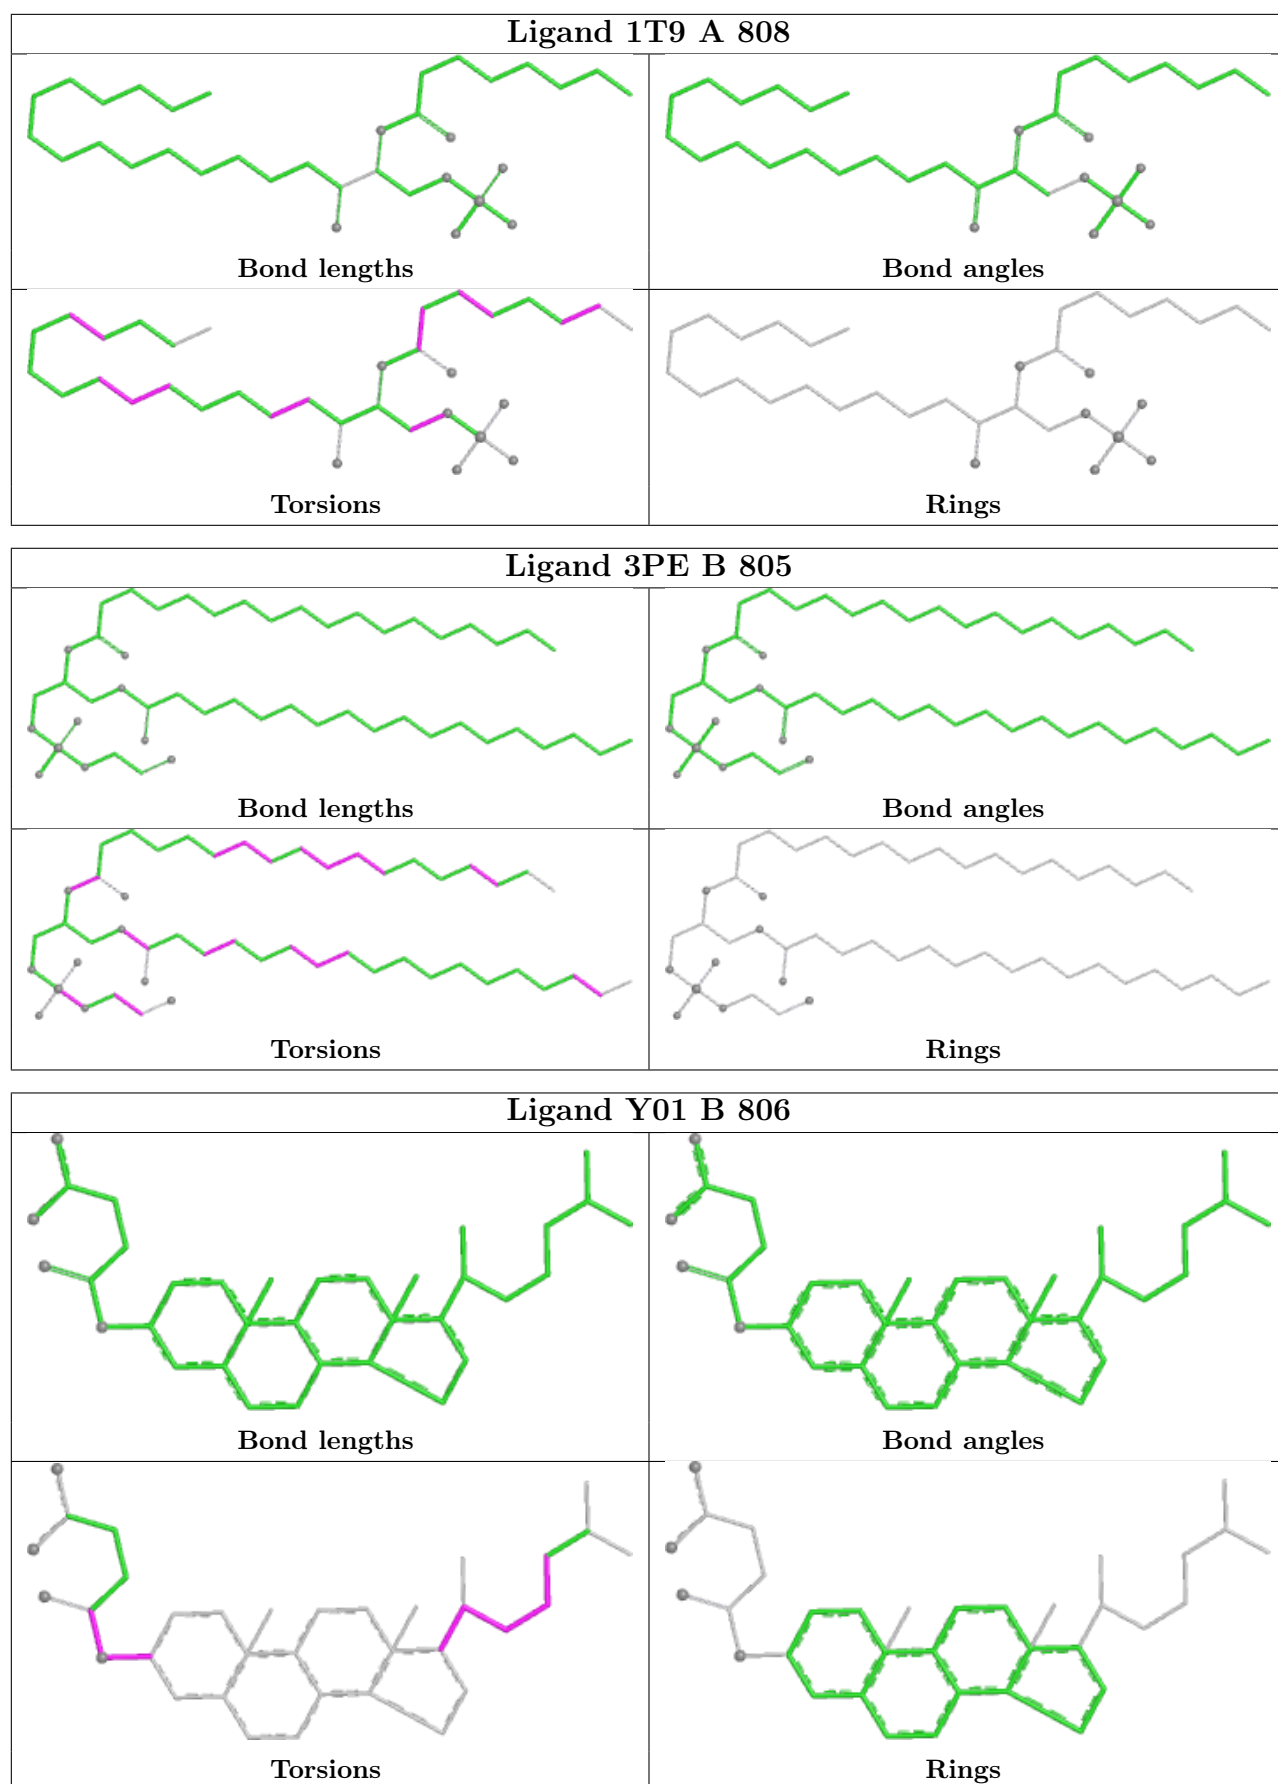 Ligand 1T9 A 808
Bond lengths
Bond angles
Torsions
Rings
Ligand 3PE B 805
Bond lengths
Bond angles
Torsions
Rings
Ligand Y01 B 806
Bond lengths
Bond angles
Torsions
Rings